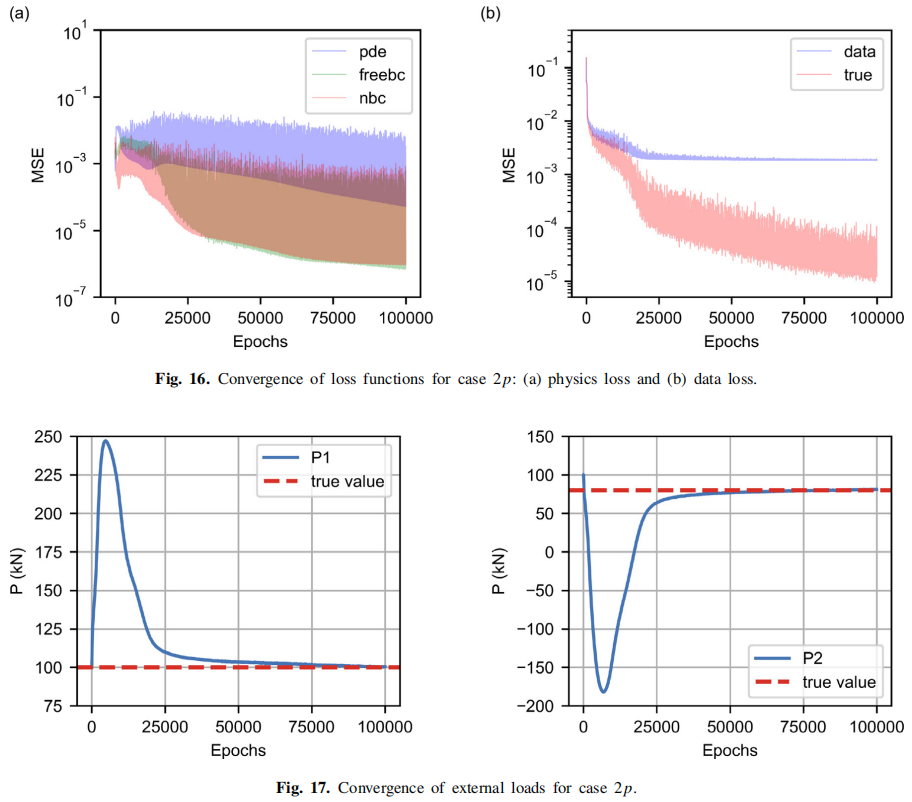 (a)
10^1
10^-1
10^-3
10^-5
10^-7
MSE
pde
freebc
nbc
0
25000
50000
75000
100000
Epochs
(b)
10^-1
10^-2
10^-3
10^-4
10^-5
MSE
data
true
0
25000
50000
75000
100000
Epochs
Fig. 16. Convergence of loss functions for case 2p: (a) physics loss and (b) data loss.
250
225
200
175
150
125
100
75
P (kN)
P1
true value
0
25000
50000
75000
100000
Epochs
150
100
50
0
−50
−100
−150
−200
P (kN)
P2
true value
0
25000
50000
75000
100000
Epochs
Fig. 17. Convergence of external loads for case 2p.